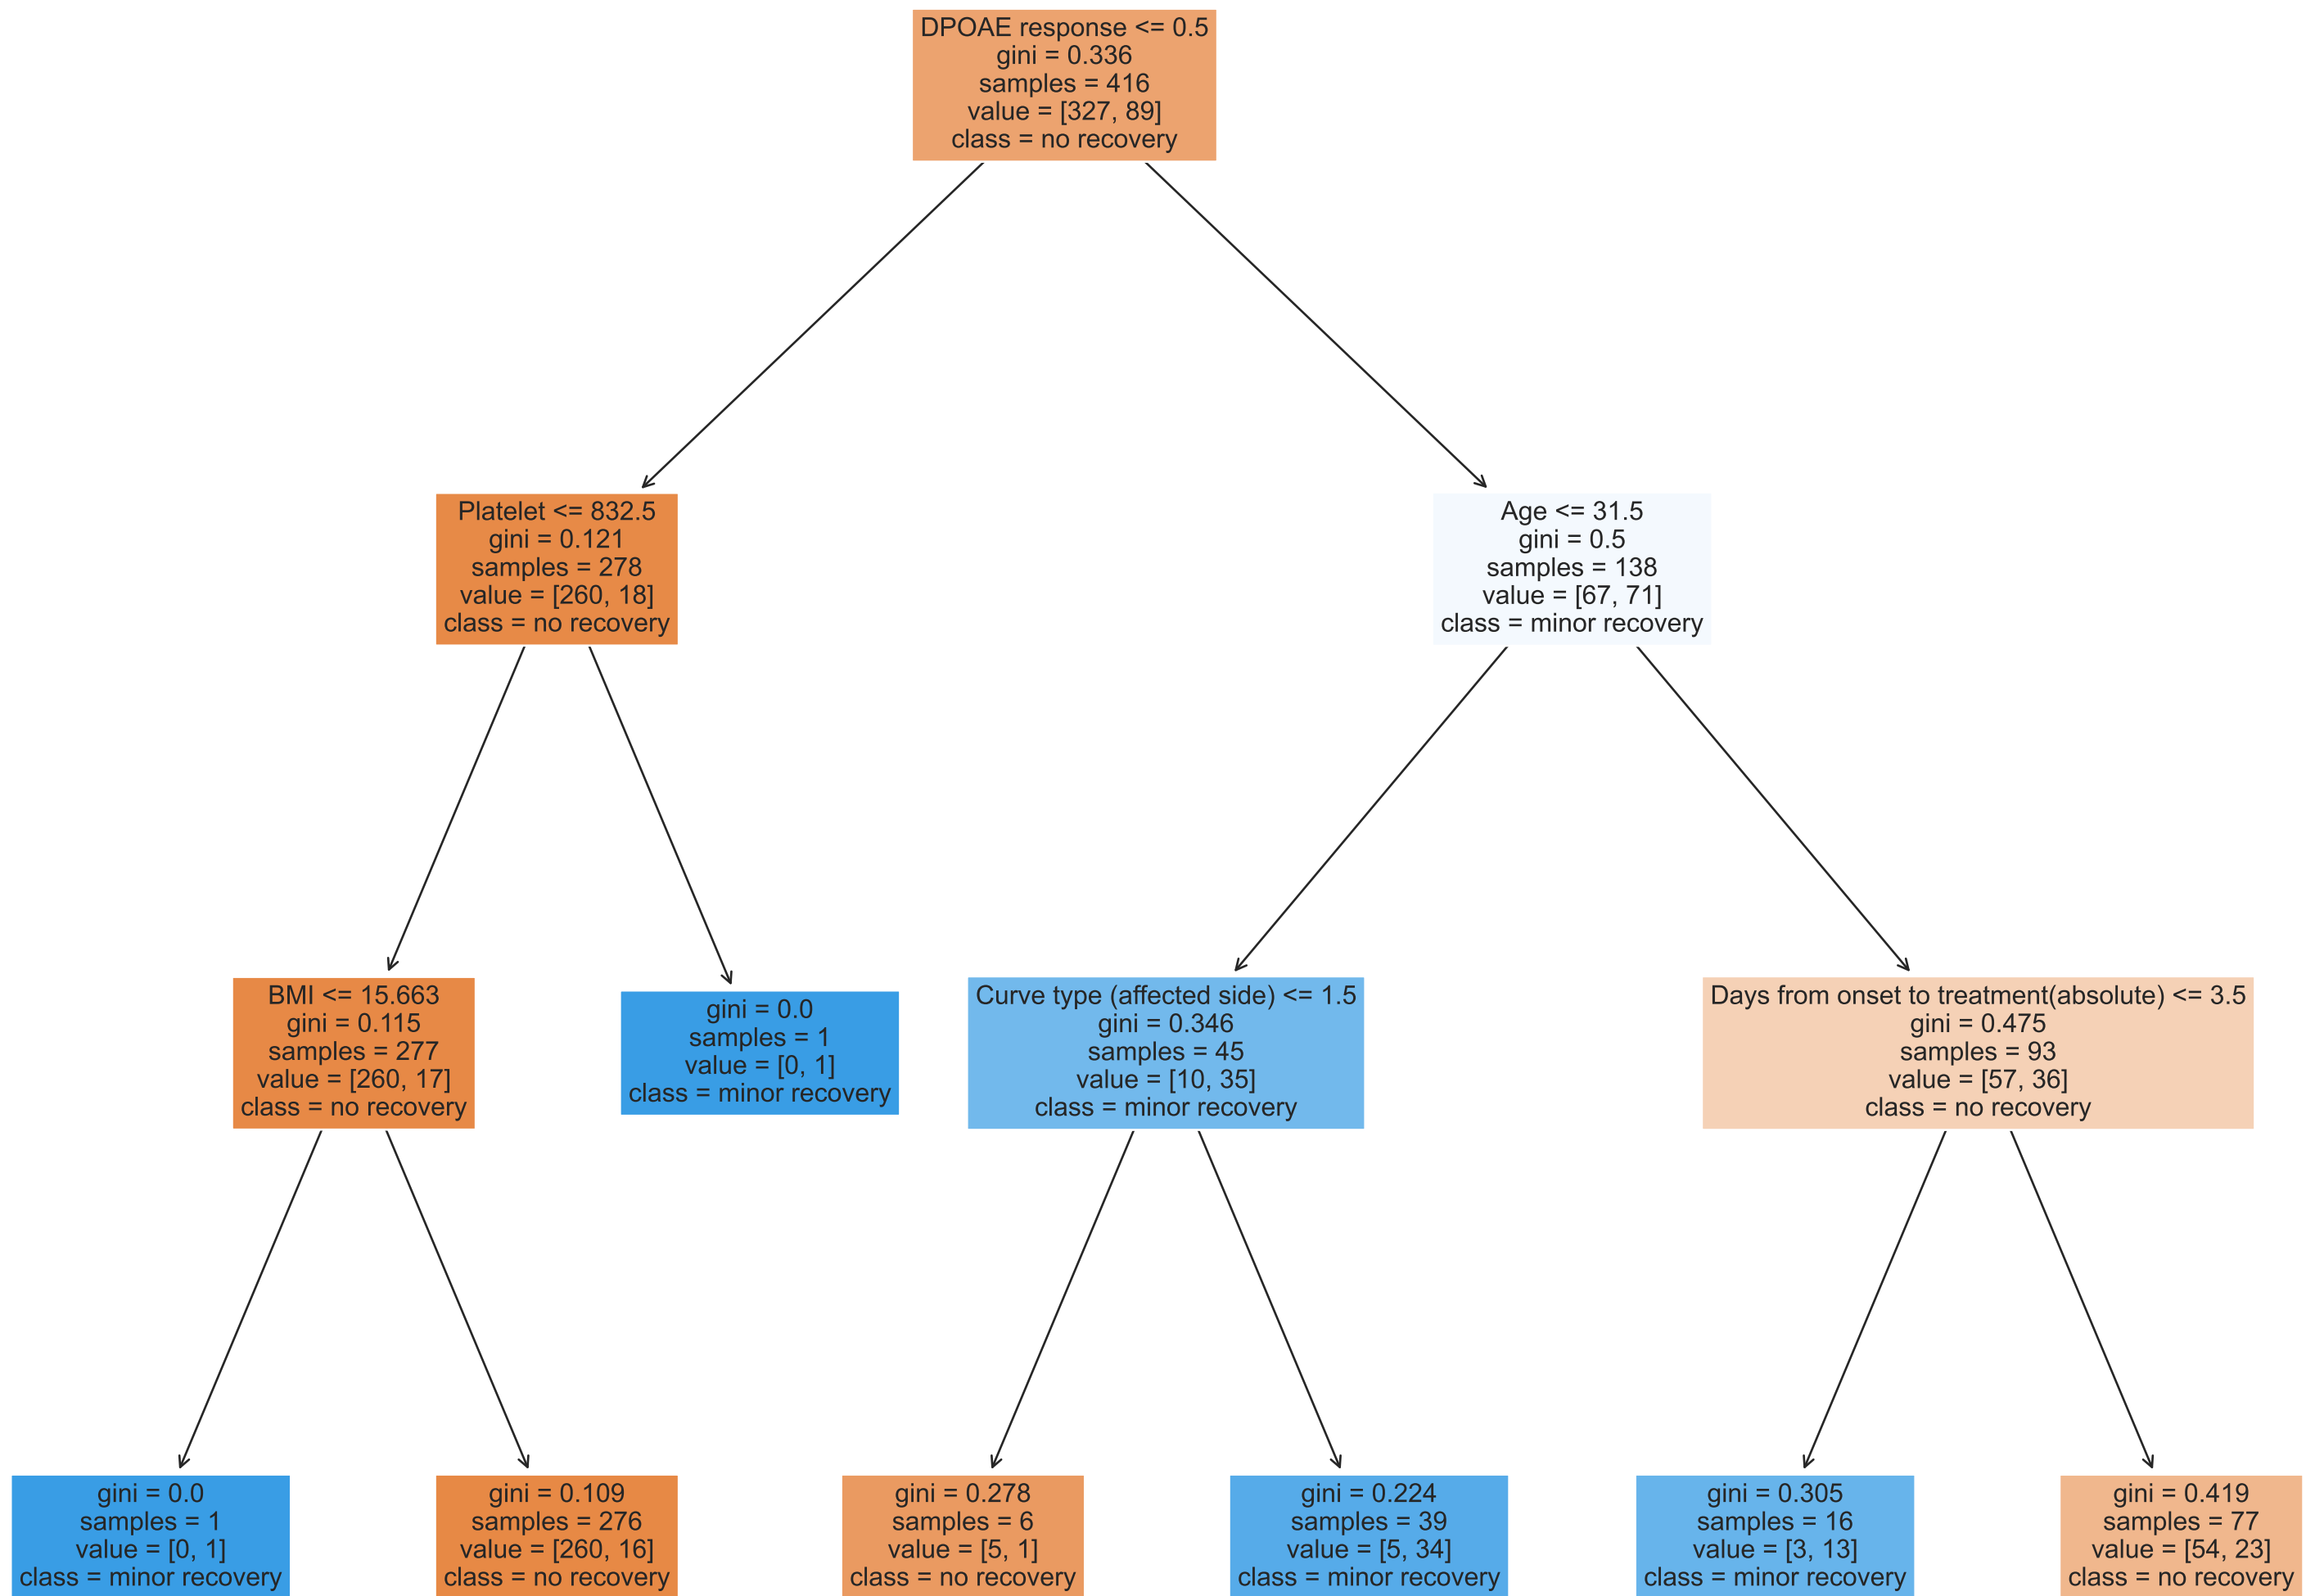 DPOAE response <= 0.5
gini = 0.336
samples = 416
value = [327, 89]
class = no recovery
Platelet <= 832.5
gini = 0.121
samples = 278
value = [260, 18]
class = no recovery
Age <= 31.5
gini = 0.5
samples = 138
value = [67, 71]
class = minor recovery
BMI <= 15.663
gini = 0.115
samples = 277
value = [260, 17]
class = no recovery
gini = 0.0
samples = 1
value = [0, 1]
class = minor recovery
Curve type (affected side) <= 1.5
gini = 0.346
samples = 45
value = [10, 35]
class = minor recovery
Days from onset to treatment(absolute) <= 3.5
gini = 0.475
samples = 93
value = [57, 36]
class = no recovery
gini = 0.0
samples = 1
value = [0, 1]
class = minor recovery
gini = 0.109
samples = 276
value = [260, 16]
class = no recovery
gini = 0.278
samples = 6
value = [5, 1]
class = no recovery
gini = 0.224
samples = 39
value = [5, 34]
class = minor recovery
gini = 0.305
samples = 16
value = [3, 13]
class = minor recovery
gini = 0.419
samples = 77
value = [54, 23]
class = no recovery